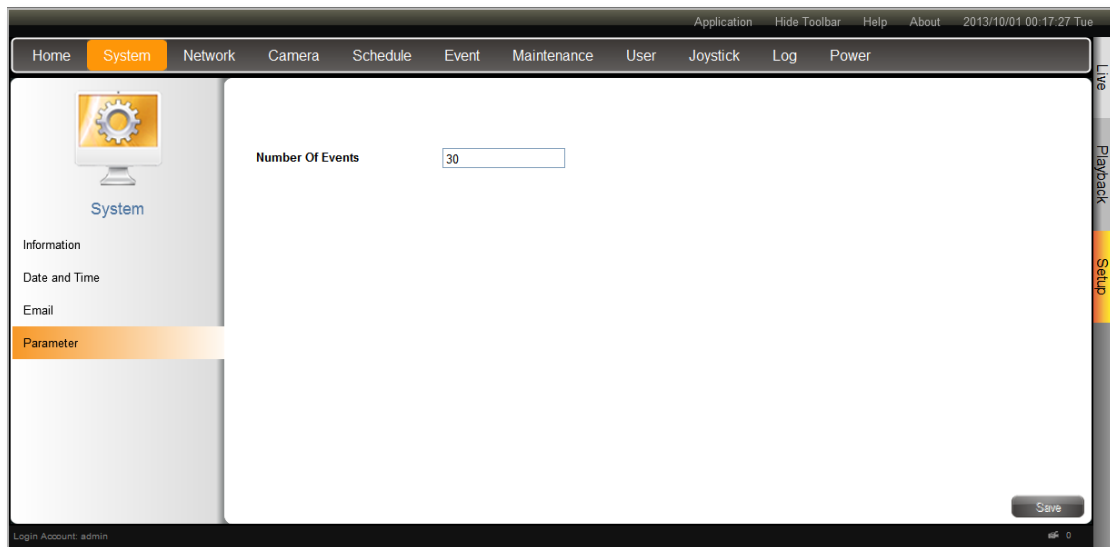 Application Hide Toolbar Help About 2013/10/01 00:17:27 Tue
Home System Network Camera Schedule Event Maintenance User Joystick Log Power
Live
Playback
Setup
System
Information
Date and Time
Email
Parameter
Number Of Events 30
Save
Login Account: admin 0